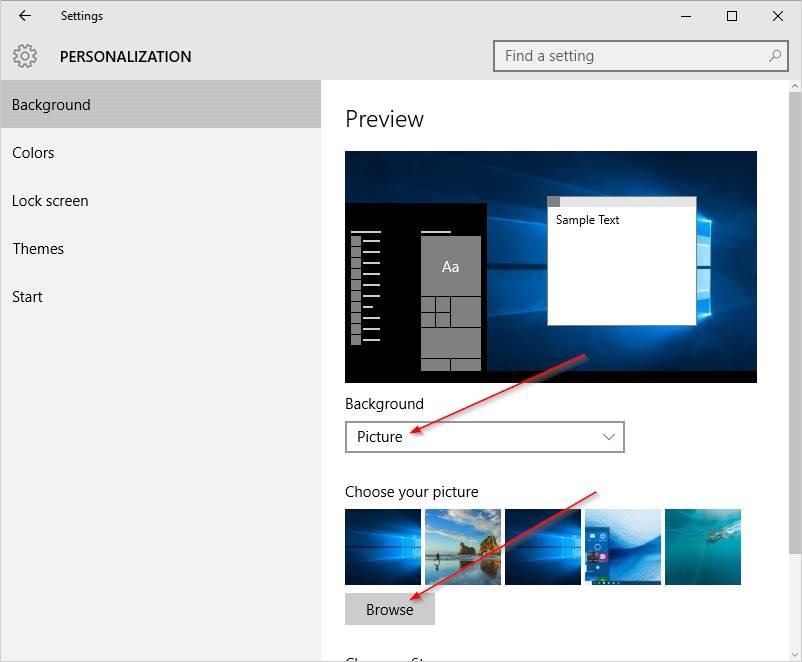 Settings
PERSONALIZATION
Find a setting
Background
Colors
Lock screen
Themes
Start
Preview
Sample Text
Aa
Background
Picture
Choose your picture
Browse